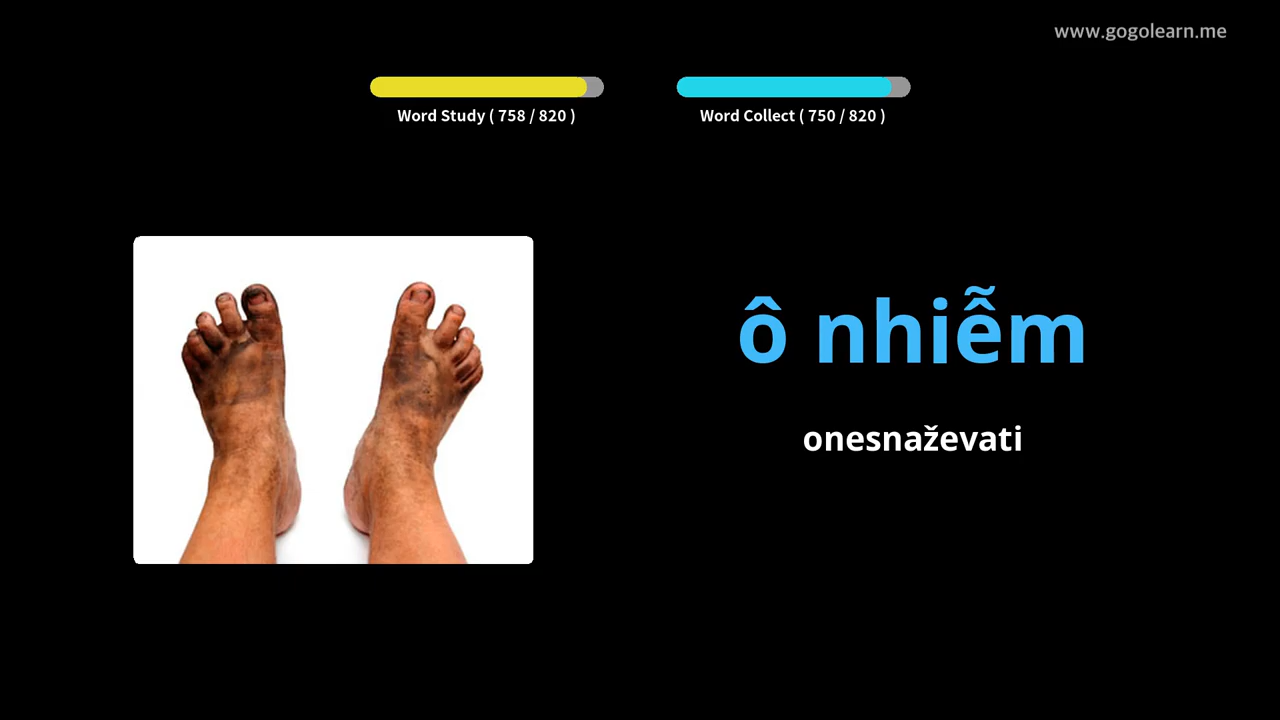 www.gogolearn.me
Word Study ( 758 / 820 )
Word Collect ( 750 / 820 )
ô nhiễm
onesnaževati